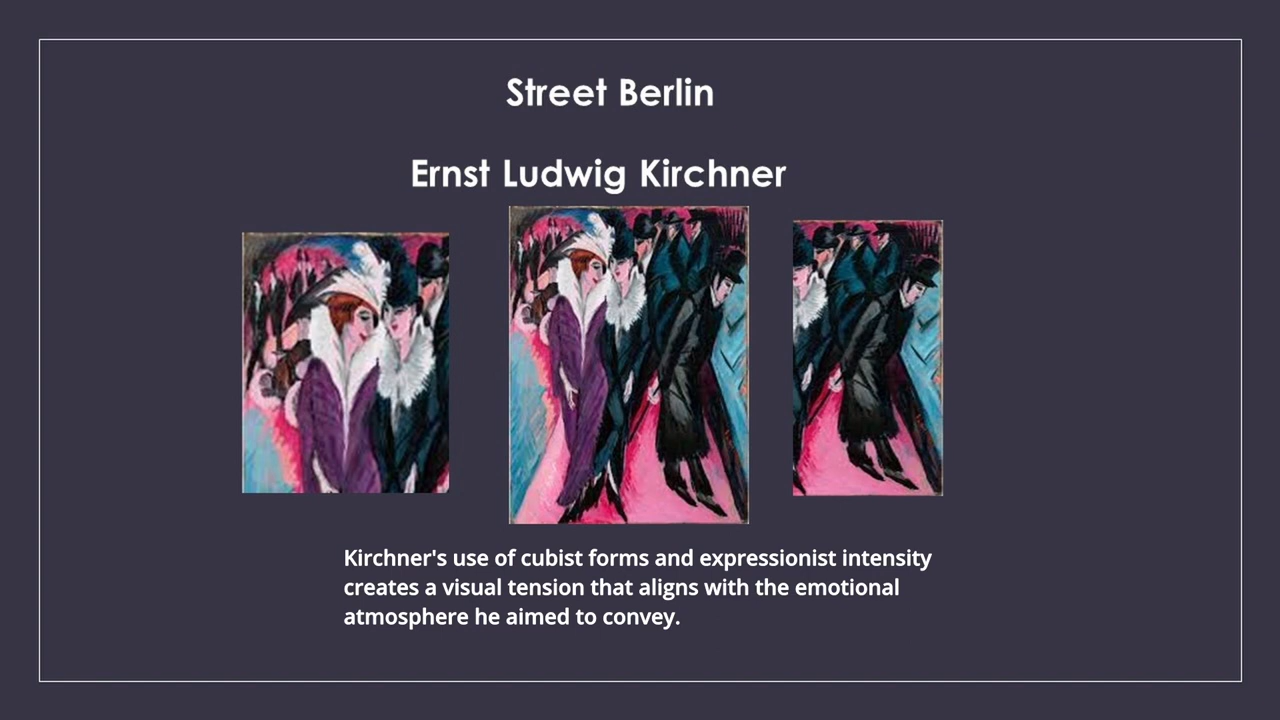 Street Berlin
Ernst Ludwig Kirchner
Kirchner's use of cubist forms and expressionist intensity
creates a visual tension that aligns with the emotional
atmosphere he aimed to convey.